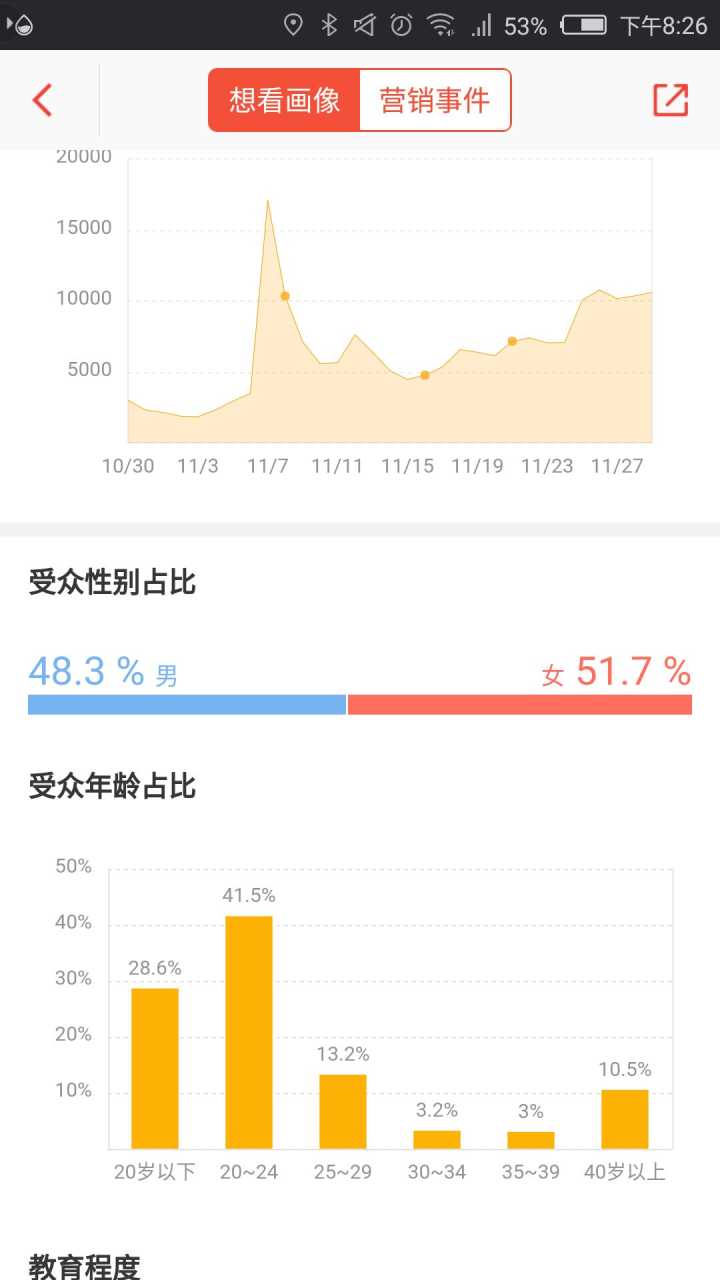 53% 下午8:26
想看画像 营销事件
20000
15000
10000
5000
10/30 11/3 11/7 11/11 11/15 11/19 11/23 11/27
受众性别占比
48.3 % 男 女 51.7 %
受众年龄占比
50%
41.5%
40%
28.6%
30%
20%
13.2%
10.5%
10%
3.2%
3%
20岁以下 20~24 25~29 30~34 35~39 40岁以上
教育程度